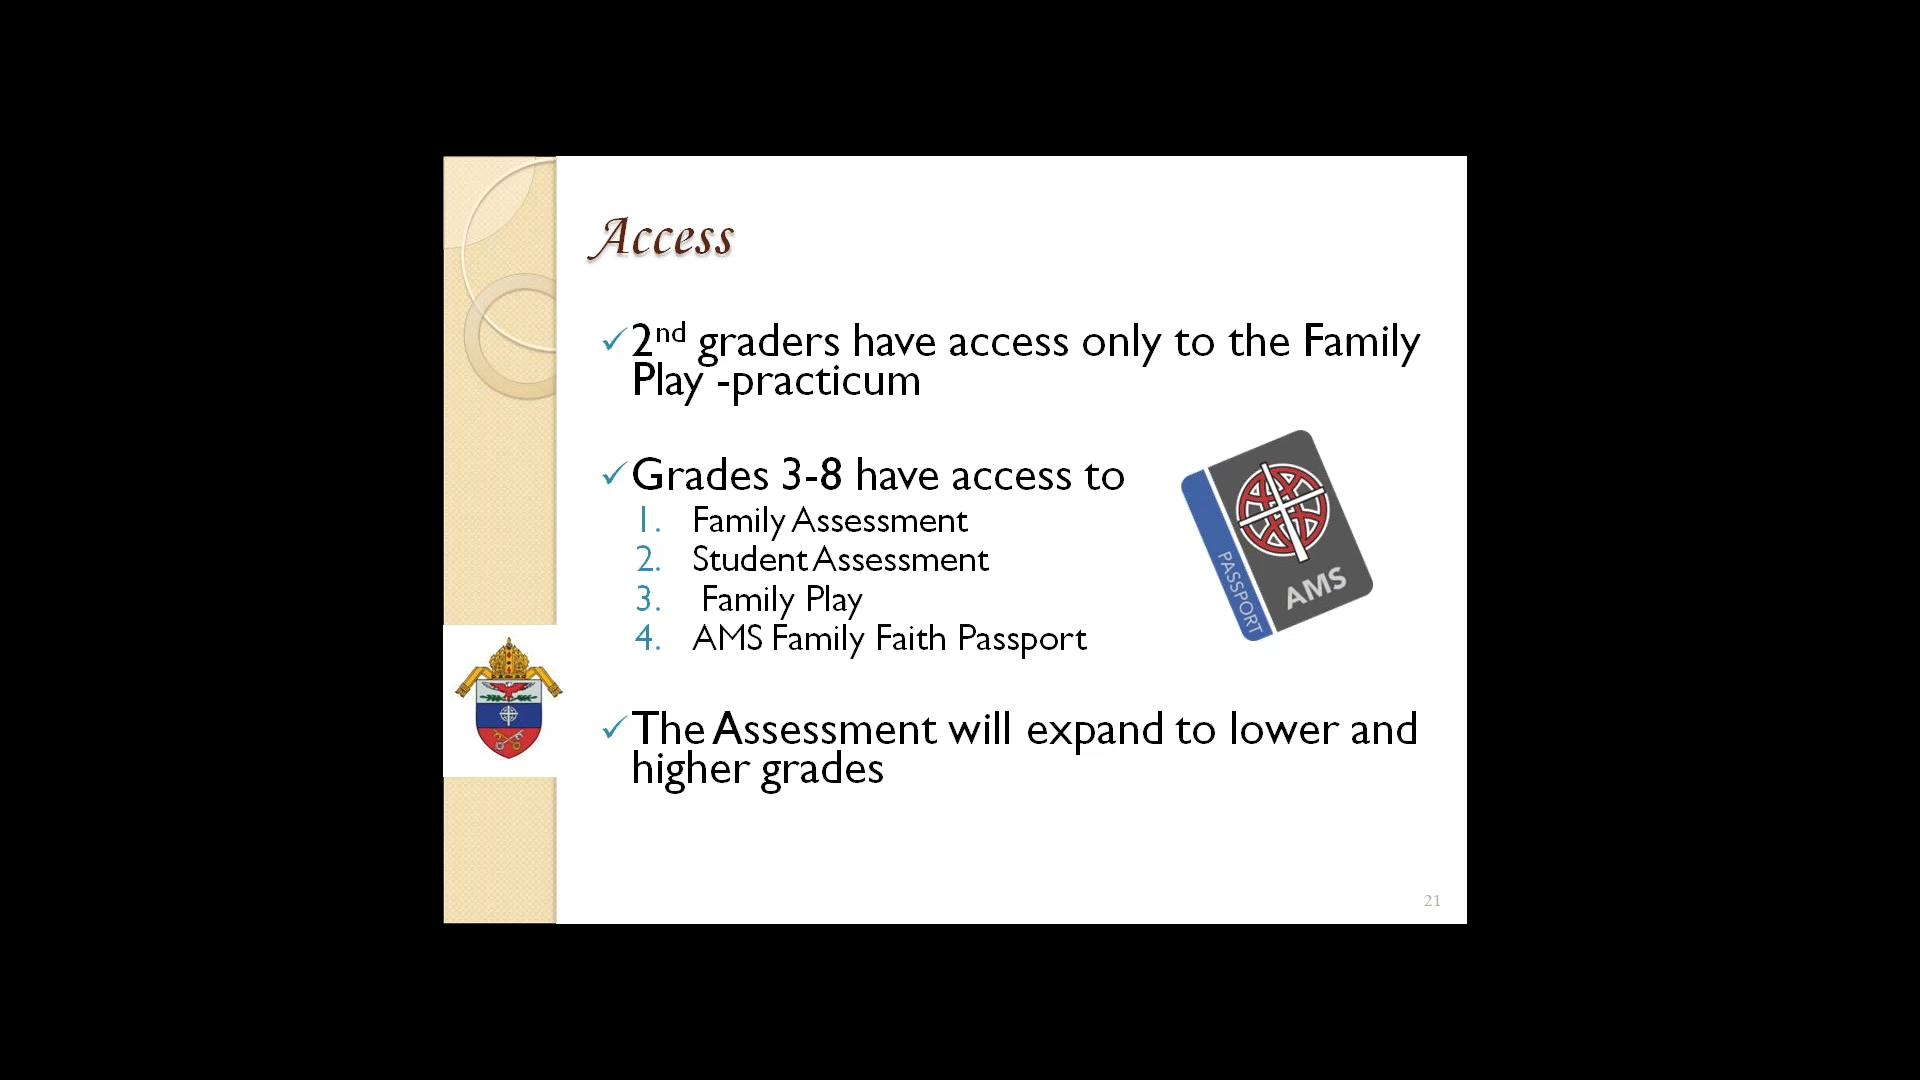 Access
2nd graders have access only to the Family
Play -practicum
Grades 3-8 have access to
1. Family Assessment
2. Student Assessment
3. Family Play
4. AMS Family Faith Passport
PASSPORT
AMS
The Assessment will expand to lower and
higher grades
21